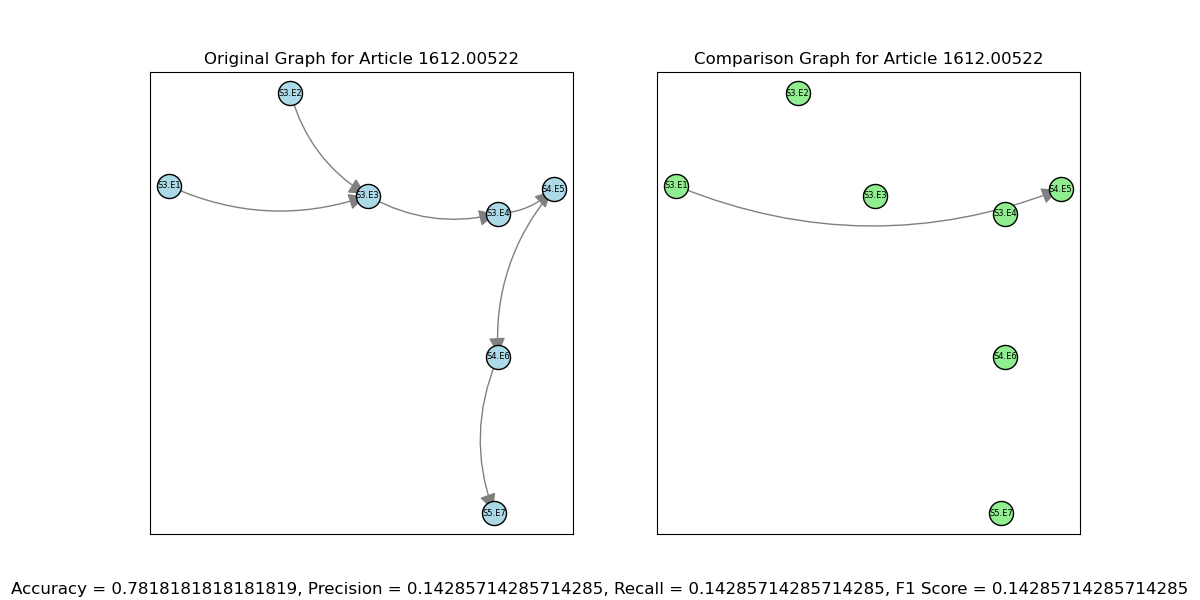 Original Graph for Article 1612.00522
S3.E2
S3.E1
S3.E3
S3.E4
S4.E5
S4.E6
S5.E7
Comparison Graph for Article 1612.00522
S3.E2
S3.E1
S3.E3
S3.E4
S4.E5
S4.E6
S5.E7
Accuracy = 0.7818181818181819, Precision = 0.14285714285714285, Recall = 0.14285714285714285, F1 Score = 0.14285714285714285